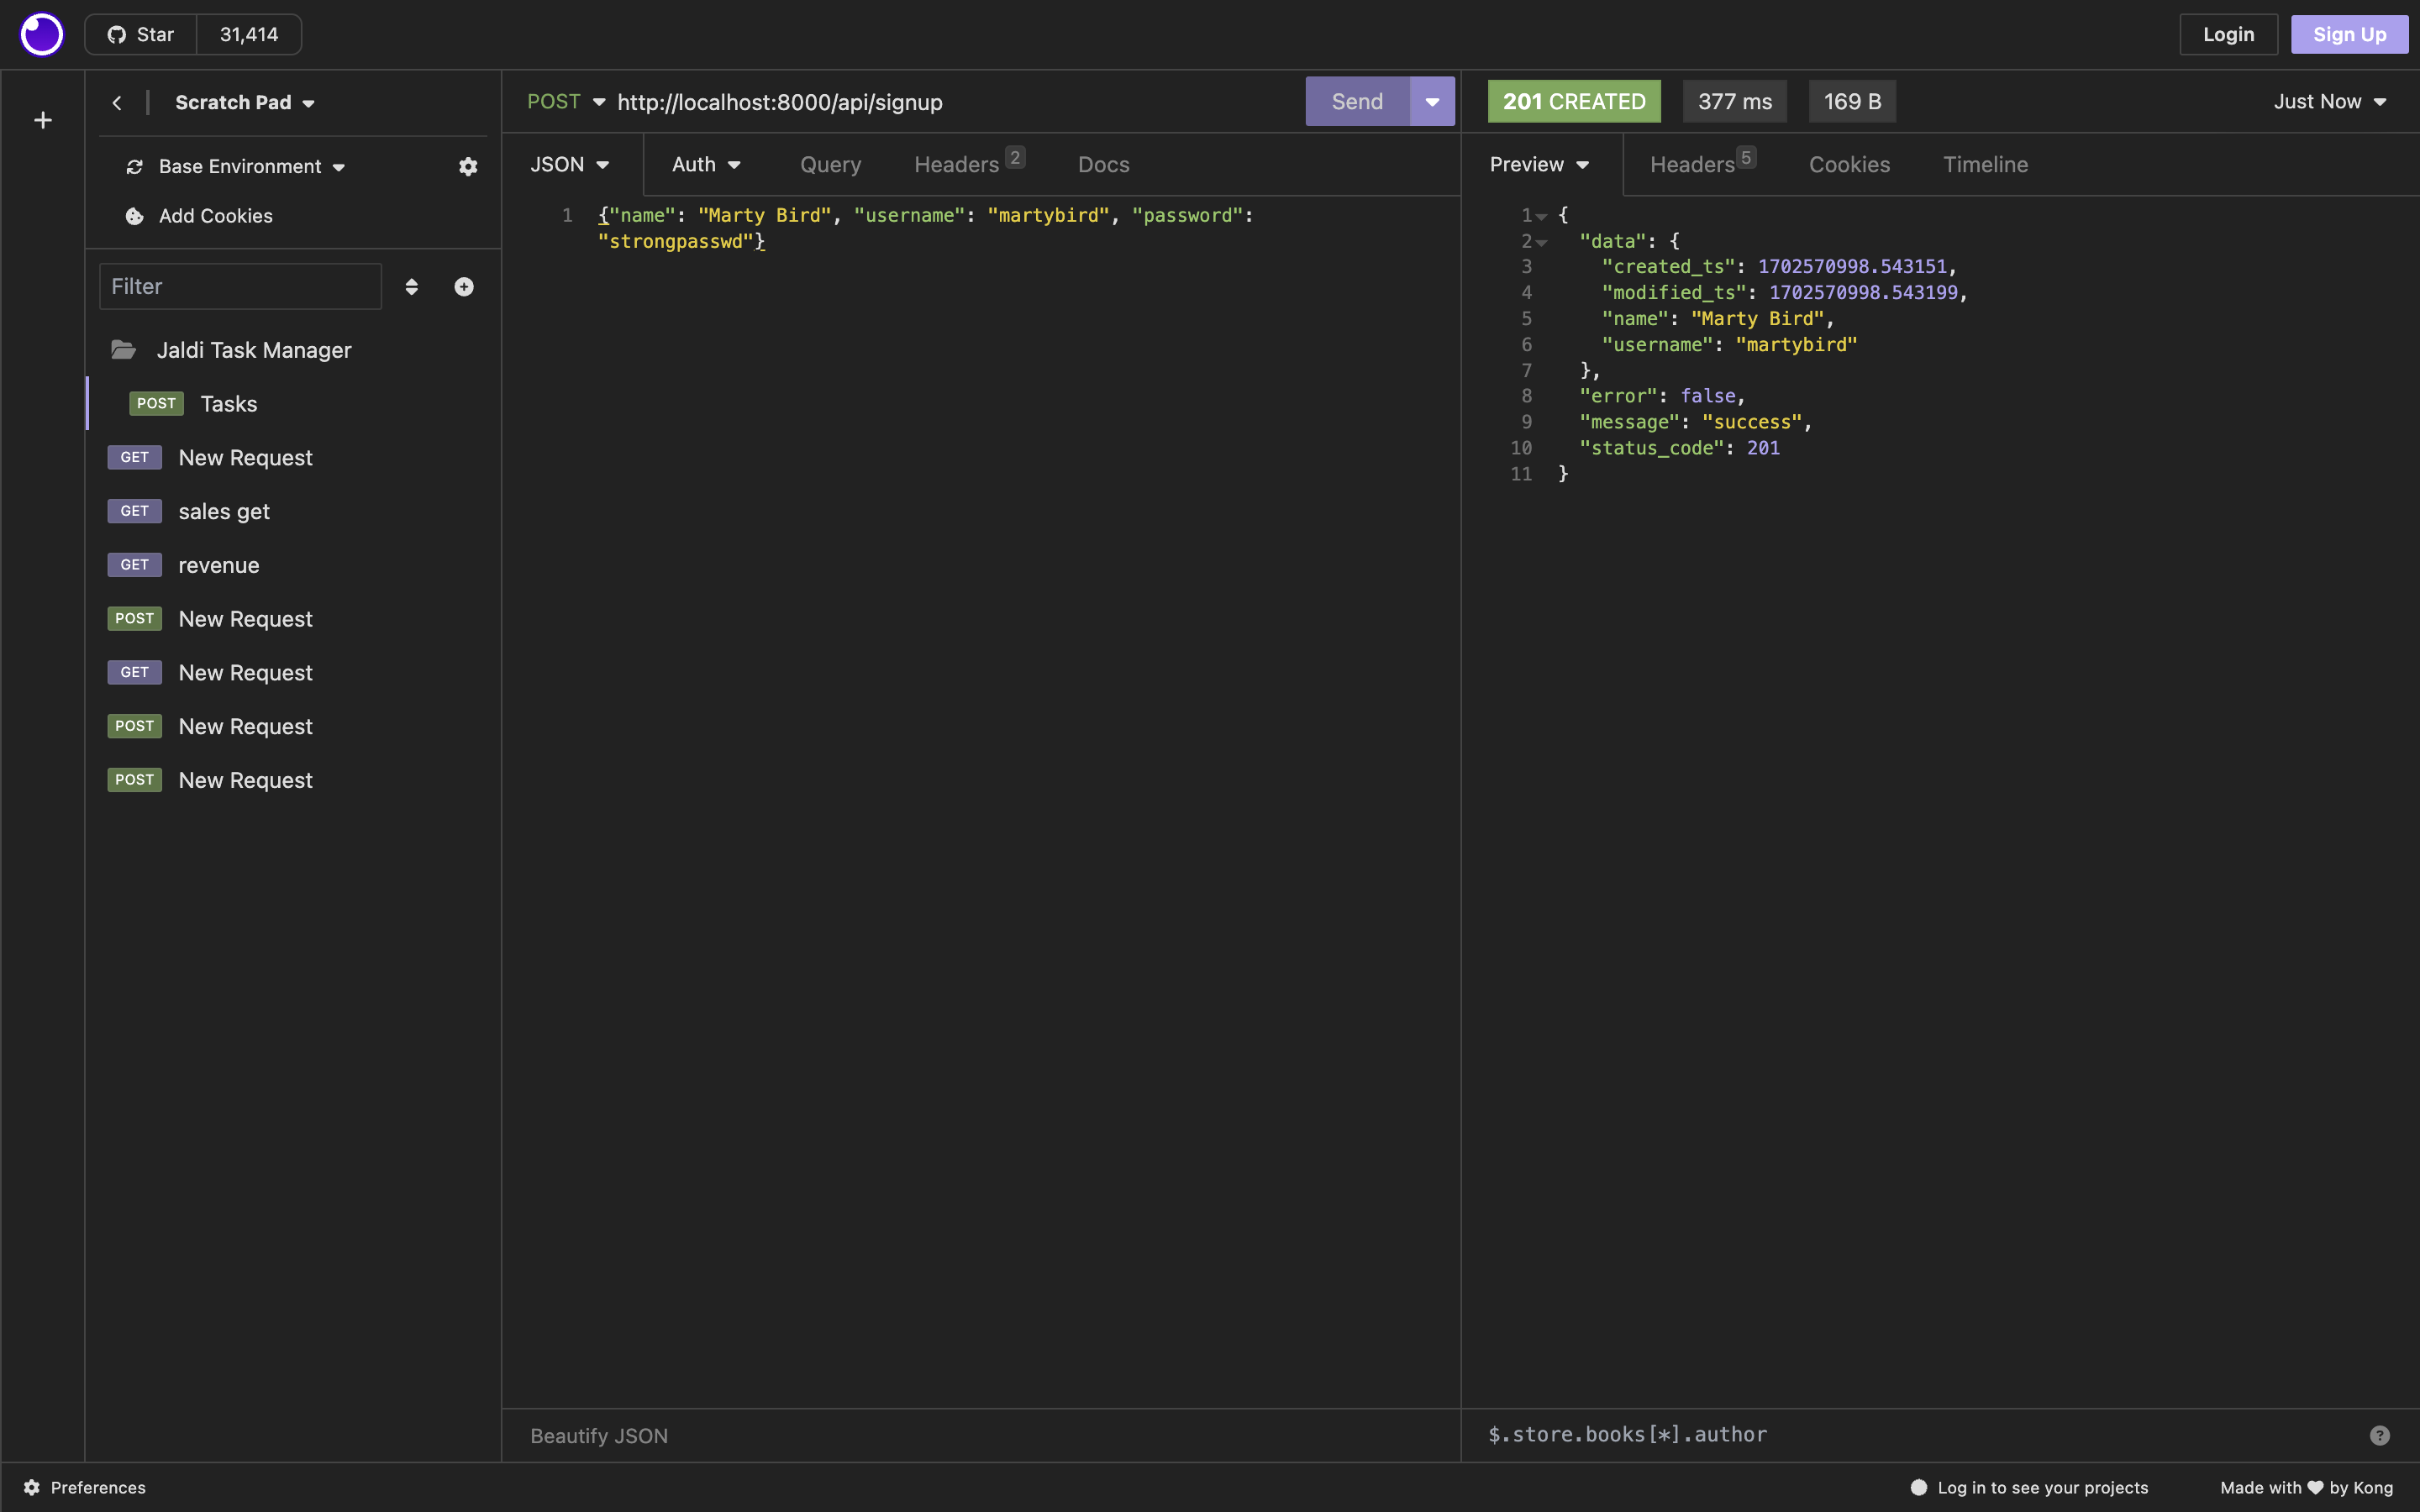 Star 31,414 Login Sign Up
Scratch Pad
Base Environment
Add Cookies
Filter
Jaldi Task Manager
POST Tasks
GET New Request
GET sales get
GET revenue
POST New Request
GET New Request
POST New Request
POST New Request
POST http://localhost:8000/api/signup Send
JSON Auth Query Headers 2 Docs
1 {"name": "Marty Bird", "username": "martybird", "password":
"strongpasswd"}
Beautify JSON
201 CREATED 377 ms 169 B Just Now
Preview Headers 5 Cookies Timeline
1 {
2 "data": {
3 "created_ts": 1702570998.543151,
4 "modified_ts": 1702570998.543199,
5 "name": "Marty Bird",
6 "username": "martybird"
7 },
8 "error": false,
9 "message": "success",
10 "status_code": 201
11 }
$.store.books[*].author ?
Preferences Log in to see your projects Made with ♥ by Kong